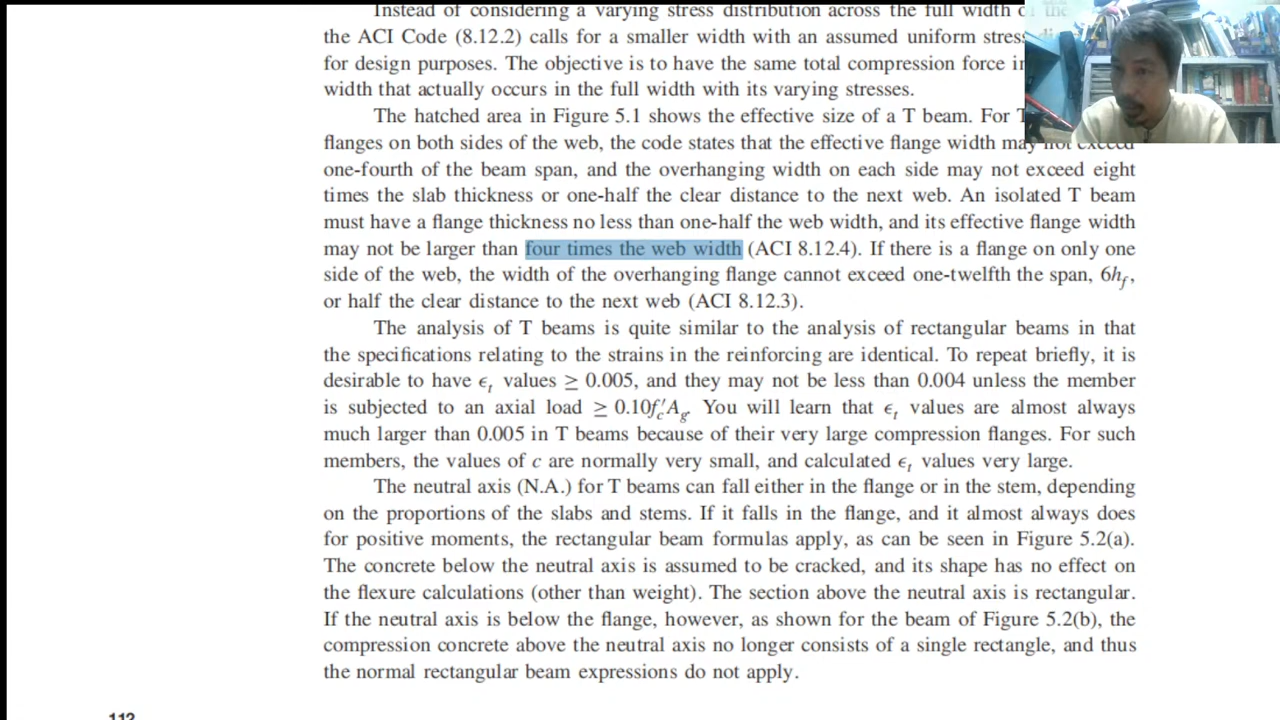 Instead of considering a varying stress distribution across the full width of the
the ACI Code (8.12.2) calls for a smaller width with an assumed uniform stress
for design purposes. The objective is to have the same total compression force in
width that actually occurs in the full width with its varying stresses.
The hatched area in Figure 5.1 shows the effective size of a T beam. For T
flanges on both sides of the web, the code states that the effective flange width may not exceed
one-fourth of the beam span, and the overhanging width on each side may not exceed eight
times the slab thickness or one-half the clear distance to the next web. An isolated T beam
must have a flange thickness no less than one-half the web width, and its effective flange width
may not be larger than four times the web width (ACI 8.12.4). If there is a flange on only one
side of the web, the width of the overhanging flange cannot exceed one-twelfth the span, 6h_f,
or half the clear distance to the next web (ACI 8.12.3).
The analysis of T beams is quite similar to the analysis of rectangular beams in that
the specifications relating to the strains in the reinforcing are identical. To repeat briefly, it is
desirable to have ϵ_t values ≥ 0.005, and they may not be less than 0.004 unless the member
is subjected to an axial load ≥ 0.10f′_c A_g. You will learn that ϵ_t values are almost always
much larger than 0.005 in T beams because of their very large compression flanges. For such
members, the values of c are normally very small, and calculated ϵ_t values very large.
The neutral axis (N.A.) for T beams can fall either in the flange or in the stem, depending
on the proportions of the slabs and stems. If it falls in the flange, and it almost always does
for positive moments, the rectangular beam formulas apply, as can be seen in Figure 5.2(a).
The concrete below the neutral axis is assumed to be cracked, and its shape has no effect on
the flexure calculations (other than weight). The section above the neutral axis is rectangular.
If the neutral axis is below the flange, however, as shown for the beam of Figure 5.2(b), the
compression concrete above the neutral axis no longer consists of a single rectangle, and thus
the normal rectangular beam expressions do not apply.
112